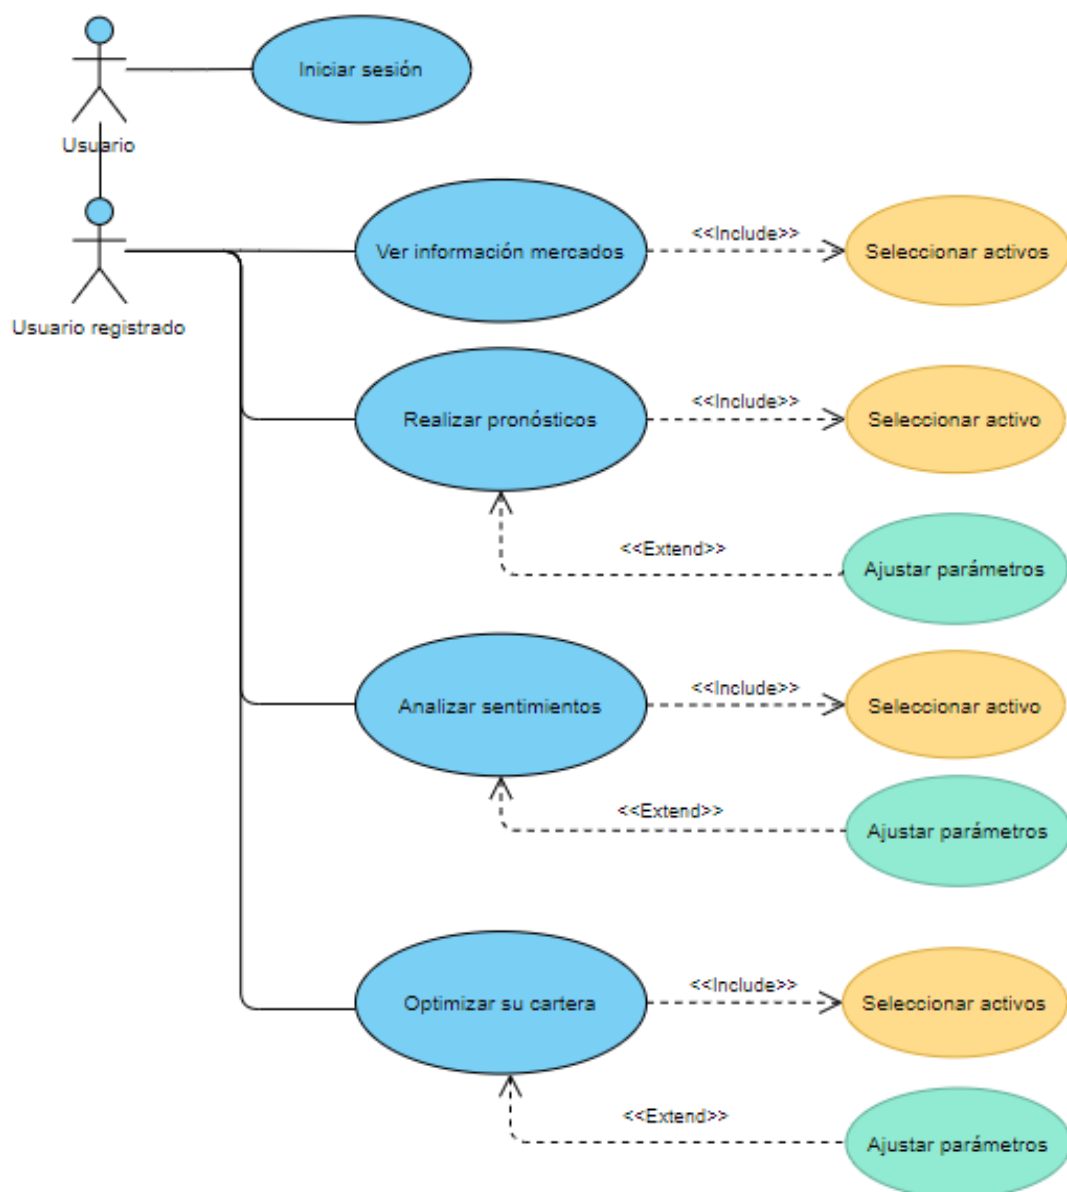 Iniciar sesión
Usuario
Ver información mercados
<<Include>>
Seleccionar activos
Usuario registrado
Realizar pronósticos
<<Include>>
Seleccionar activo
<<Extend>>
Ajustar parámetros
Analizar sentimientos
<<Include>>
Seleccionar activo
<<Extend>>
Ajustar parámetros
Optimizar su cartera
<<Include>>
Seleccionar activos
<<Extend>>
Ajustar parámetros